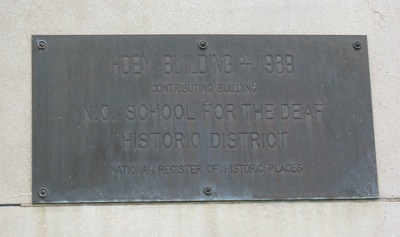 HOEY BUILDING ~ 1939
CONTRIBUTING BUILDING
N.C. SCHOOL FOR THE DEAF
HISTORIC DISTRICT
NATIONAL REGISTER OF HISTORIC PLACES